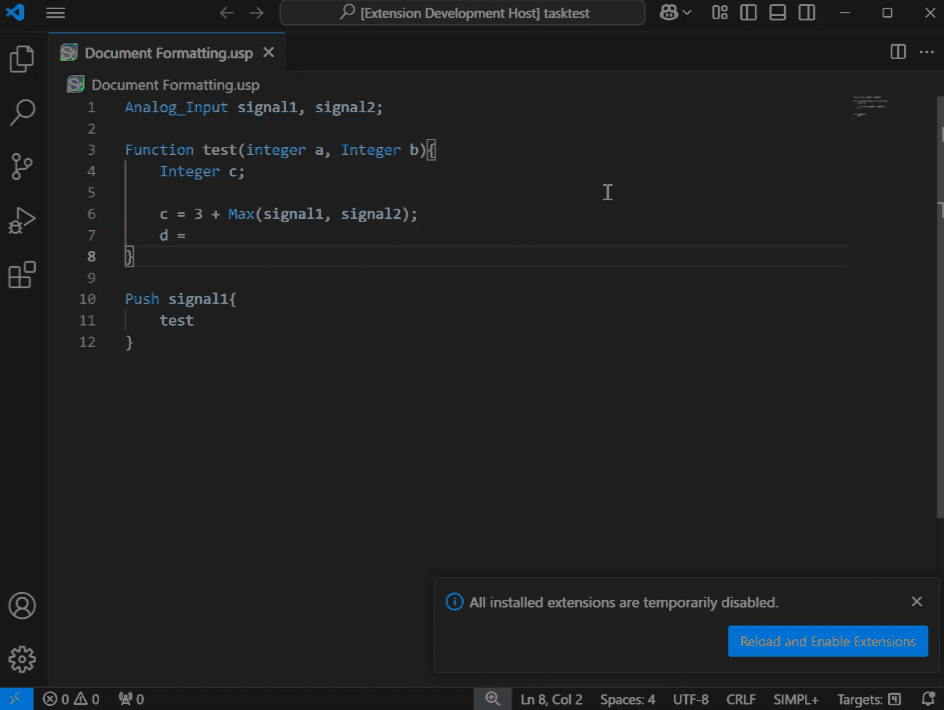 [Extension Development Host] tasktest
Document Formatting.usp
Document Formatting.usp
1 Analog_Input signal1, signal2;
2
3 Function test(integer a, Integer b){
4 Integer c;
5
6 c = 3 + Max(signal1, signal2);
7 d =
8 }
9
10 Push signal1{
11 test
12 }
All installed extensions are temporarily disabled.
Reload and Enable Extensions
0 0 0 Ln 8, Col 2 Spaces: 4 UTF-8 CRLF SIMPL+ Targets: 4